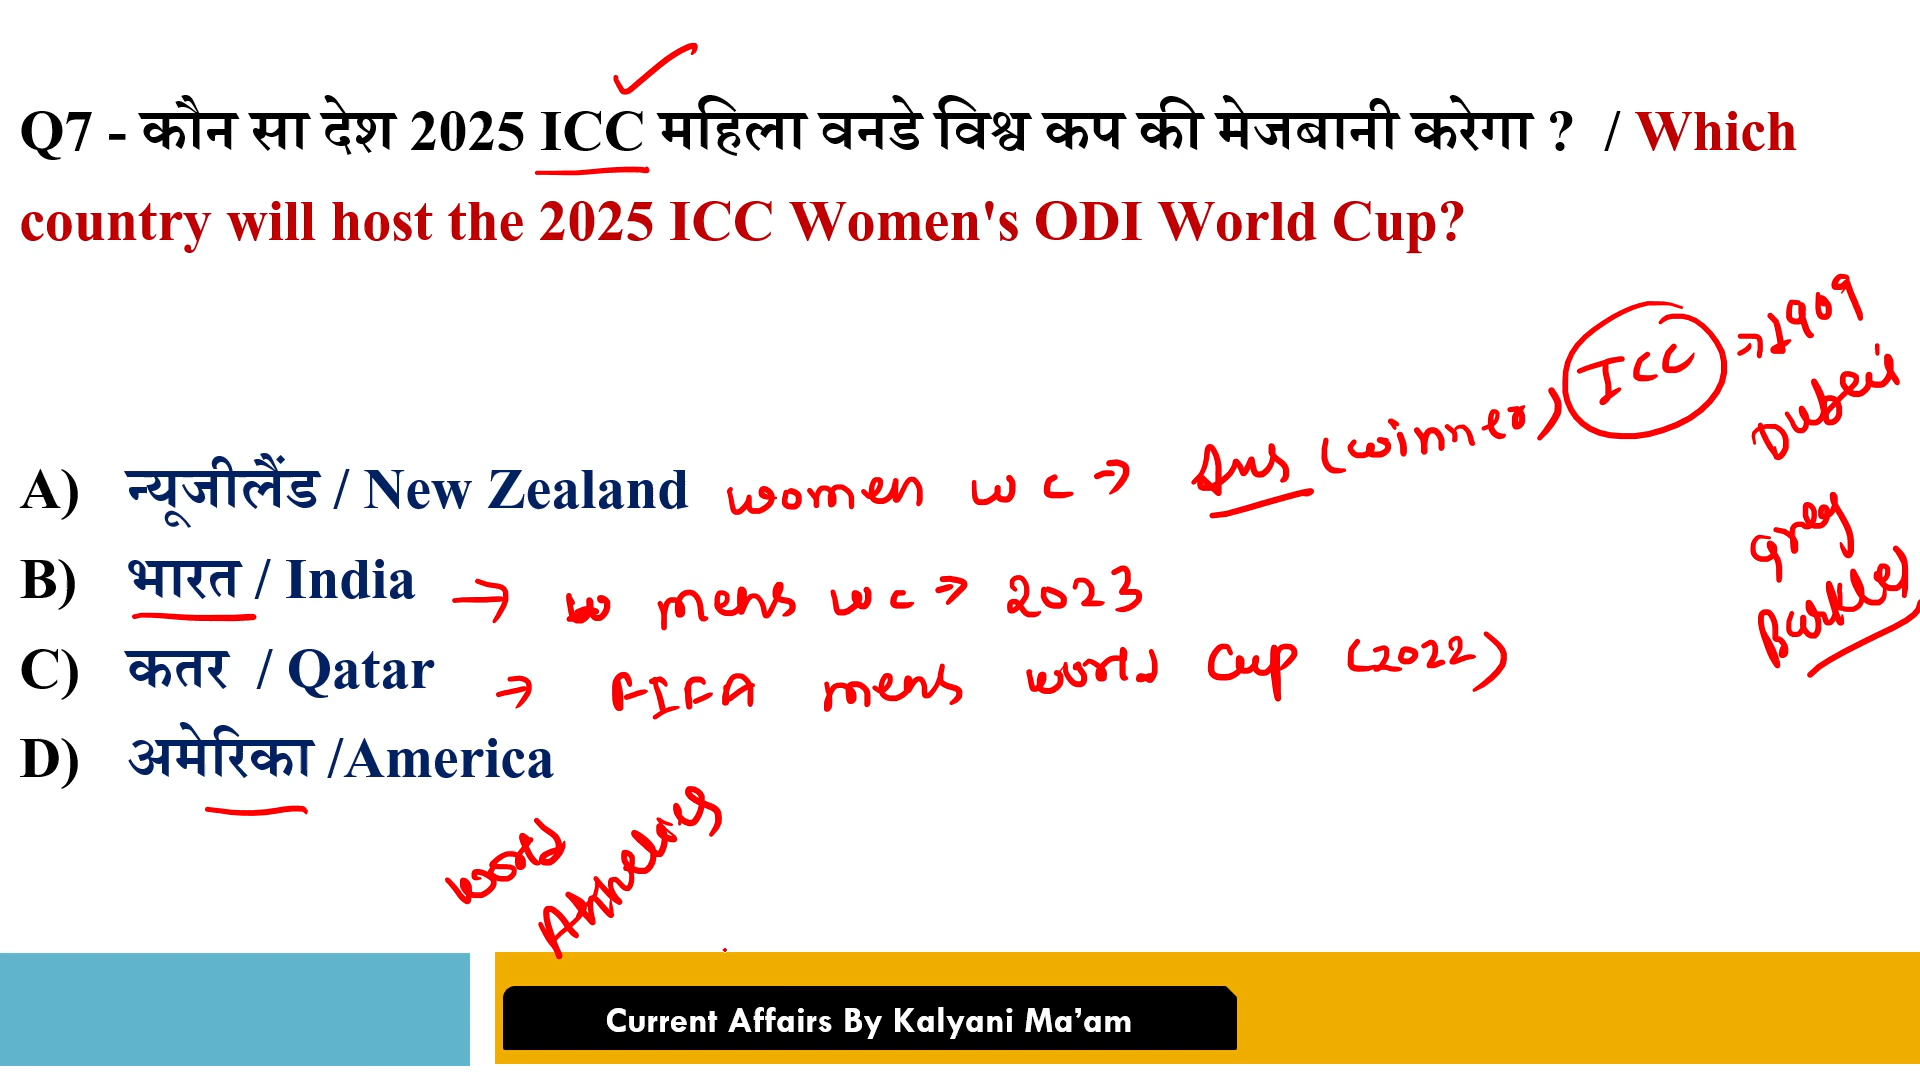 Q7 - कौन सा देश 2025 ICC महिला वनडे विश्व कप की मेजबानी करेगा ? / Which
country will host the 2025 ICC Women's ODI World Cup?
ICC → 1909
Dubai
Greg
Barkley
A) न्यूजीलैंड / New Zealand women wc → Aus (winner)
B) भारत / India → w mens wc → 2023
C) कतर / Qatar → FIFA mens world Cup (2022)
D) अमेरिका /America
world
Athletics
Current Affairs By Kalyani Ma’am